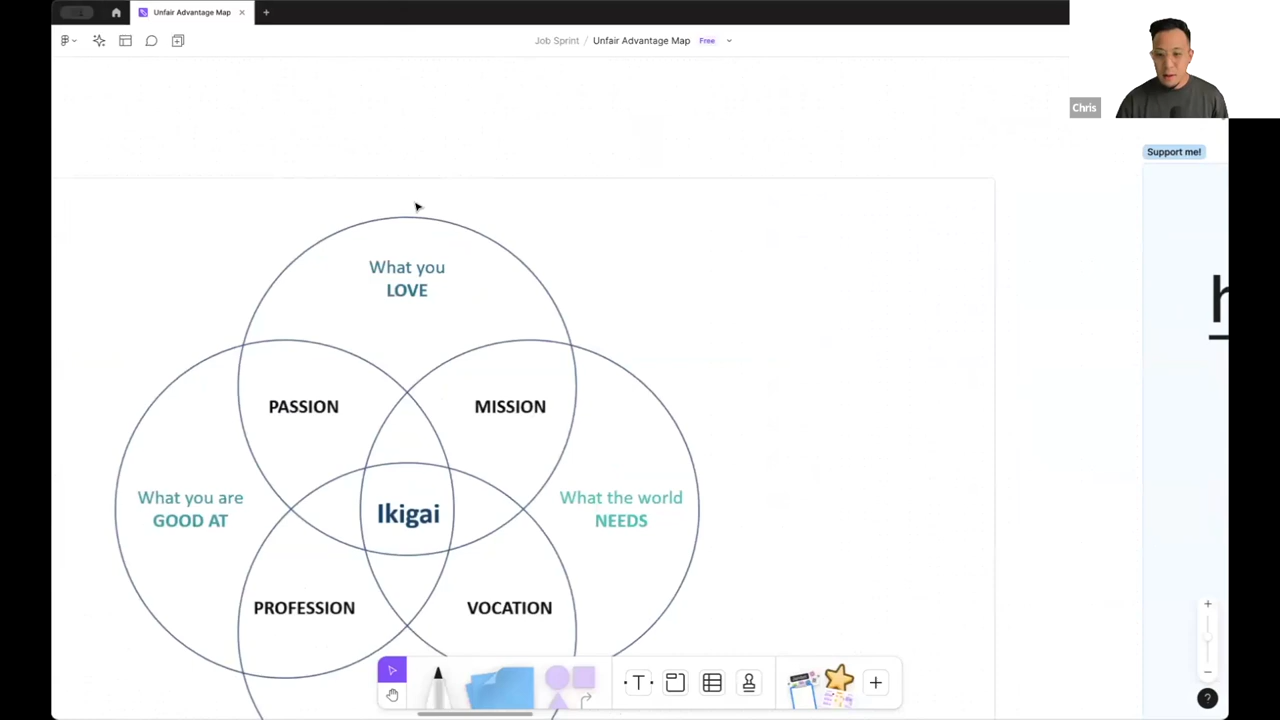 Unfair Advantage Map
Job Sprint / Unfair Advantage Map Free
Chris
Support me!
What you
LOVE
PASSION
MISSION
What you are
GOOD AT
Ikigai
What the world
NEEDS
PROFESSION
VOCATION
T
?